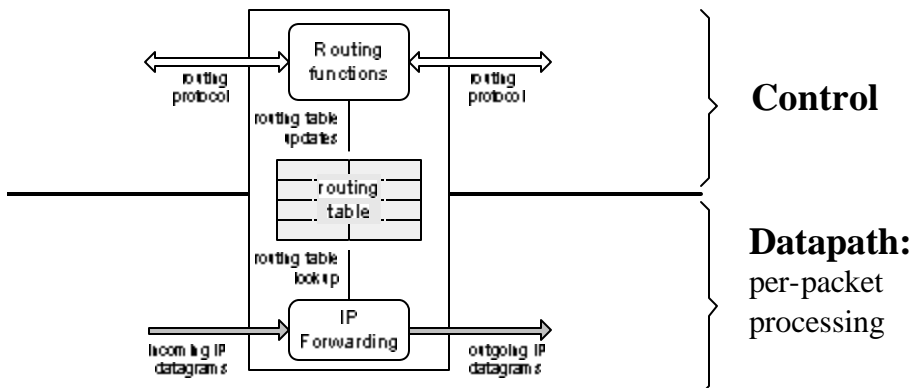 Routing
functions
routing
protocol
routing
protocol
Control
routing table
updates
routing
table
Datapath:
per-packet
processing
routing table
lookup
IP
Forwarding
incoming IP
datagrams
outgoing IP
datagrams